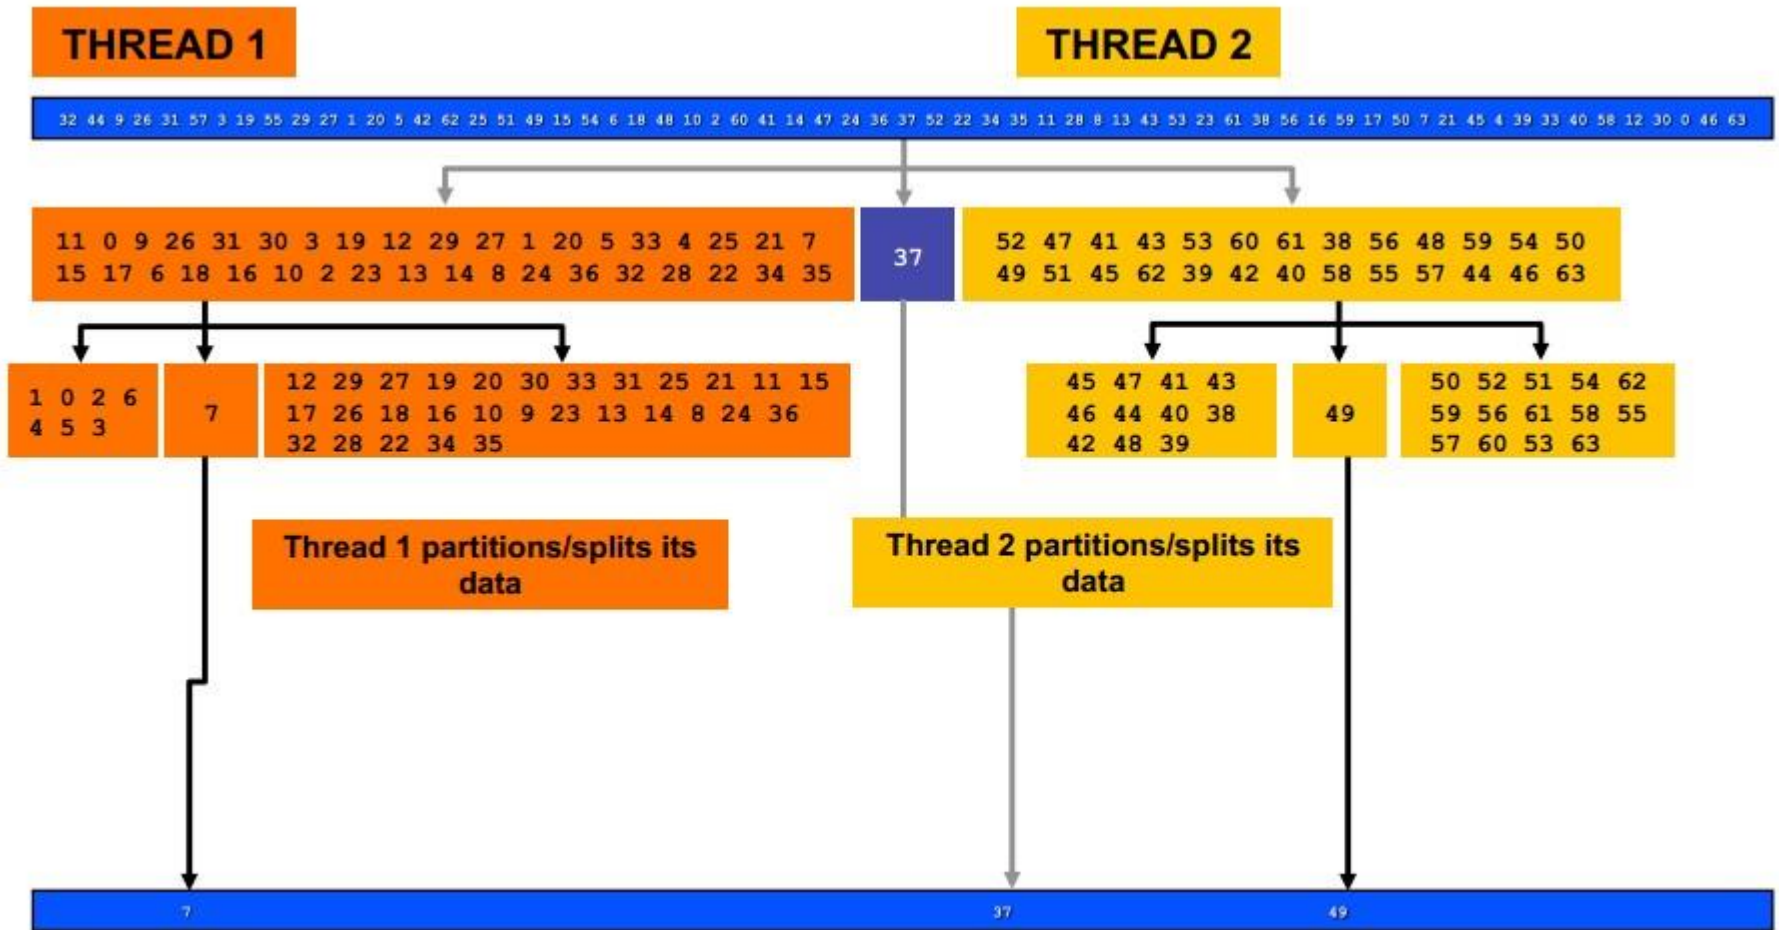 THREAD 1
THREAD 2
32 44 9 26 31 57 3 19 55 29 27 1 20 5 42 62 25 51 49 15 54 6 18 48 10 2 60 41 14 47 24 36 37 52 22 34 35 11 28 8 13 43 53 23 61 38 56 16 59 17 50 7 21 45 4 39 33 40 58 12 30 0 46 63
11 0 9 26 31 30 3 19 12 29 27 1 20 5 33 4 25 21 7
15 17 6 18 16 10 2 23 13 14 8 24 36 32 28 22 34 35
37
52 47 41 43 53 60 61 38 56 48 59 54 50
49 51 45 62 39 42 40 58 55 57 44 46 63
1 0 2 6
4 5 3
7
12 29 27 19 20 30 33 31 25 21 11 15
17 26 18 16 10 9 23 13 14 8 24 36
32 28 22 34 35
45 47 41 43
46 44 40 38
42 48 39
49
50 52 51 54 62
59 56 61 58 55
57 60 53 63
Thread 1 partitions/splits its
data
Thread 2 partitions/splits its
data
7 37 49